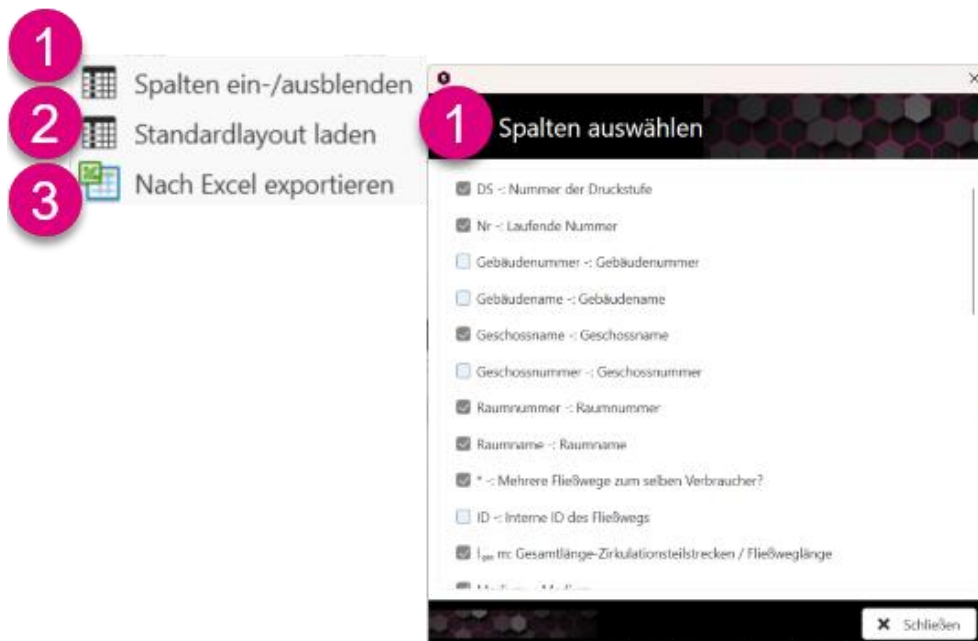 1
Spalten ein-/ausblenden
2
Standardlayout laden
3
Nach Excel exportieren
1
Spalten auswählen
DS -: Nummer der Druckstufe
Nr -: Laufende Nummer
Gebäudenummer -: Gebäudenummer
Gebäudename -: Gebäudename
Geschossname -: Geschossname
Geschossnummer -: Geschossnummer
Raumnummer -: Raumnummer
Raumname -: Raumname
* -: Mehrere Fließwege zum selben Verbraucher?
ID -: Interne ID des Fließwegs
l_ges m: Gesamtlänge-Zirkulationsteilstrecken / Fließweglänge
Schließen